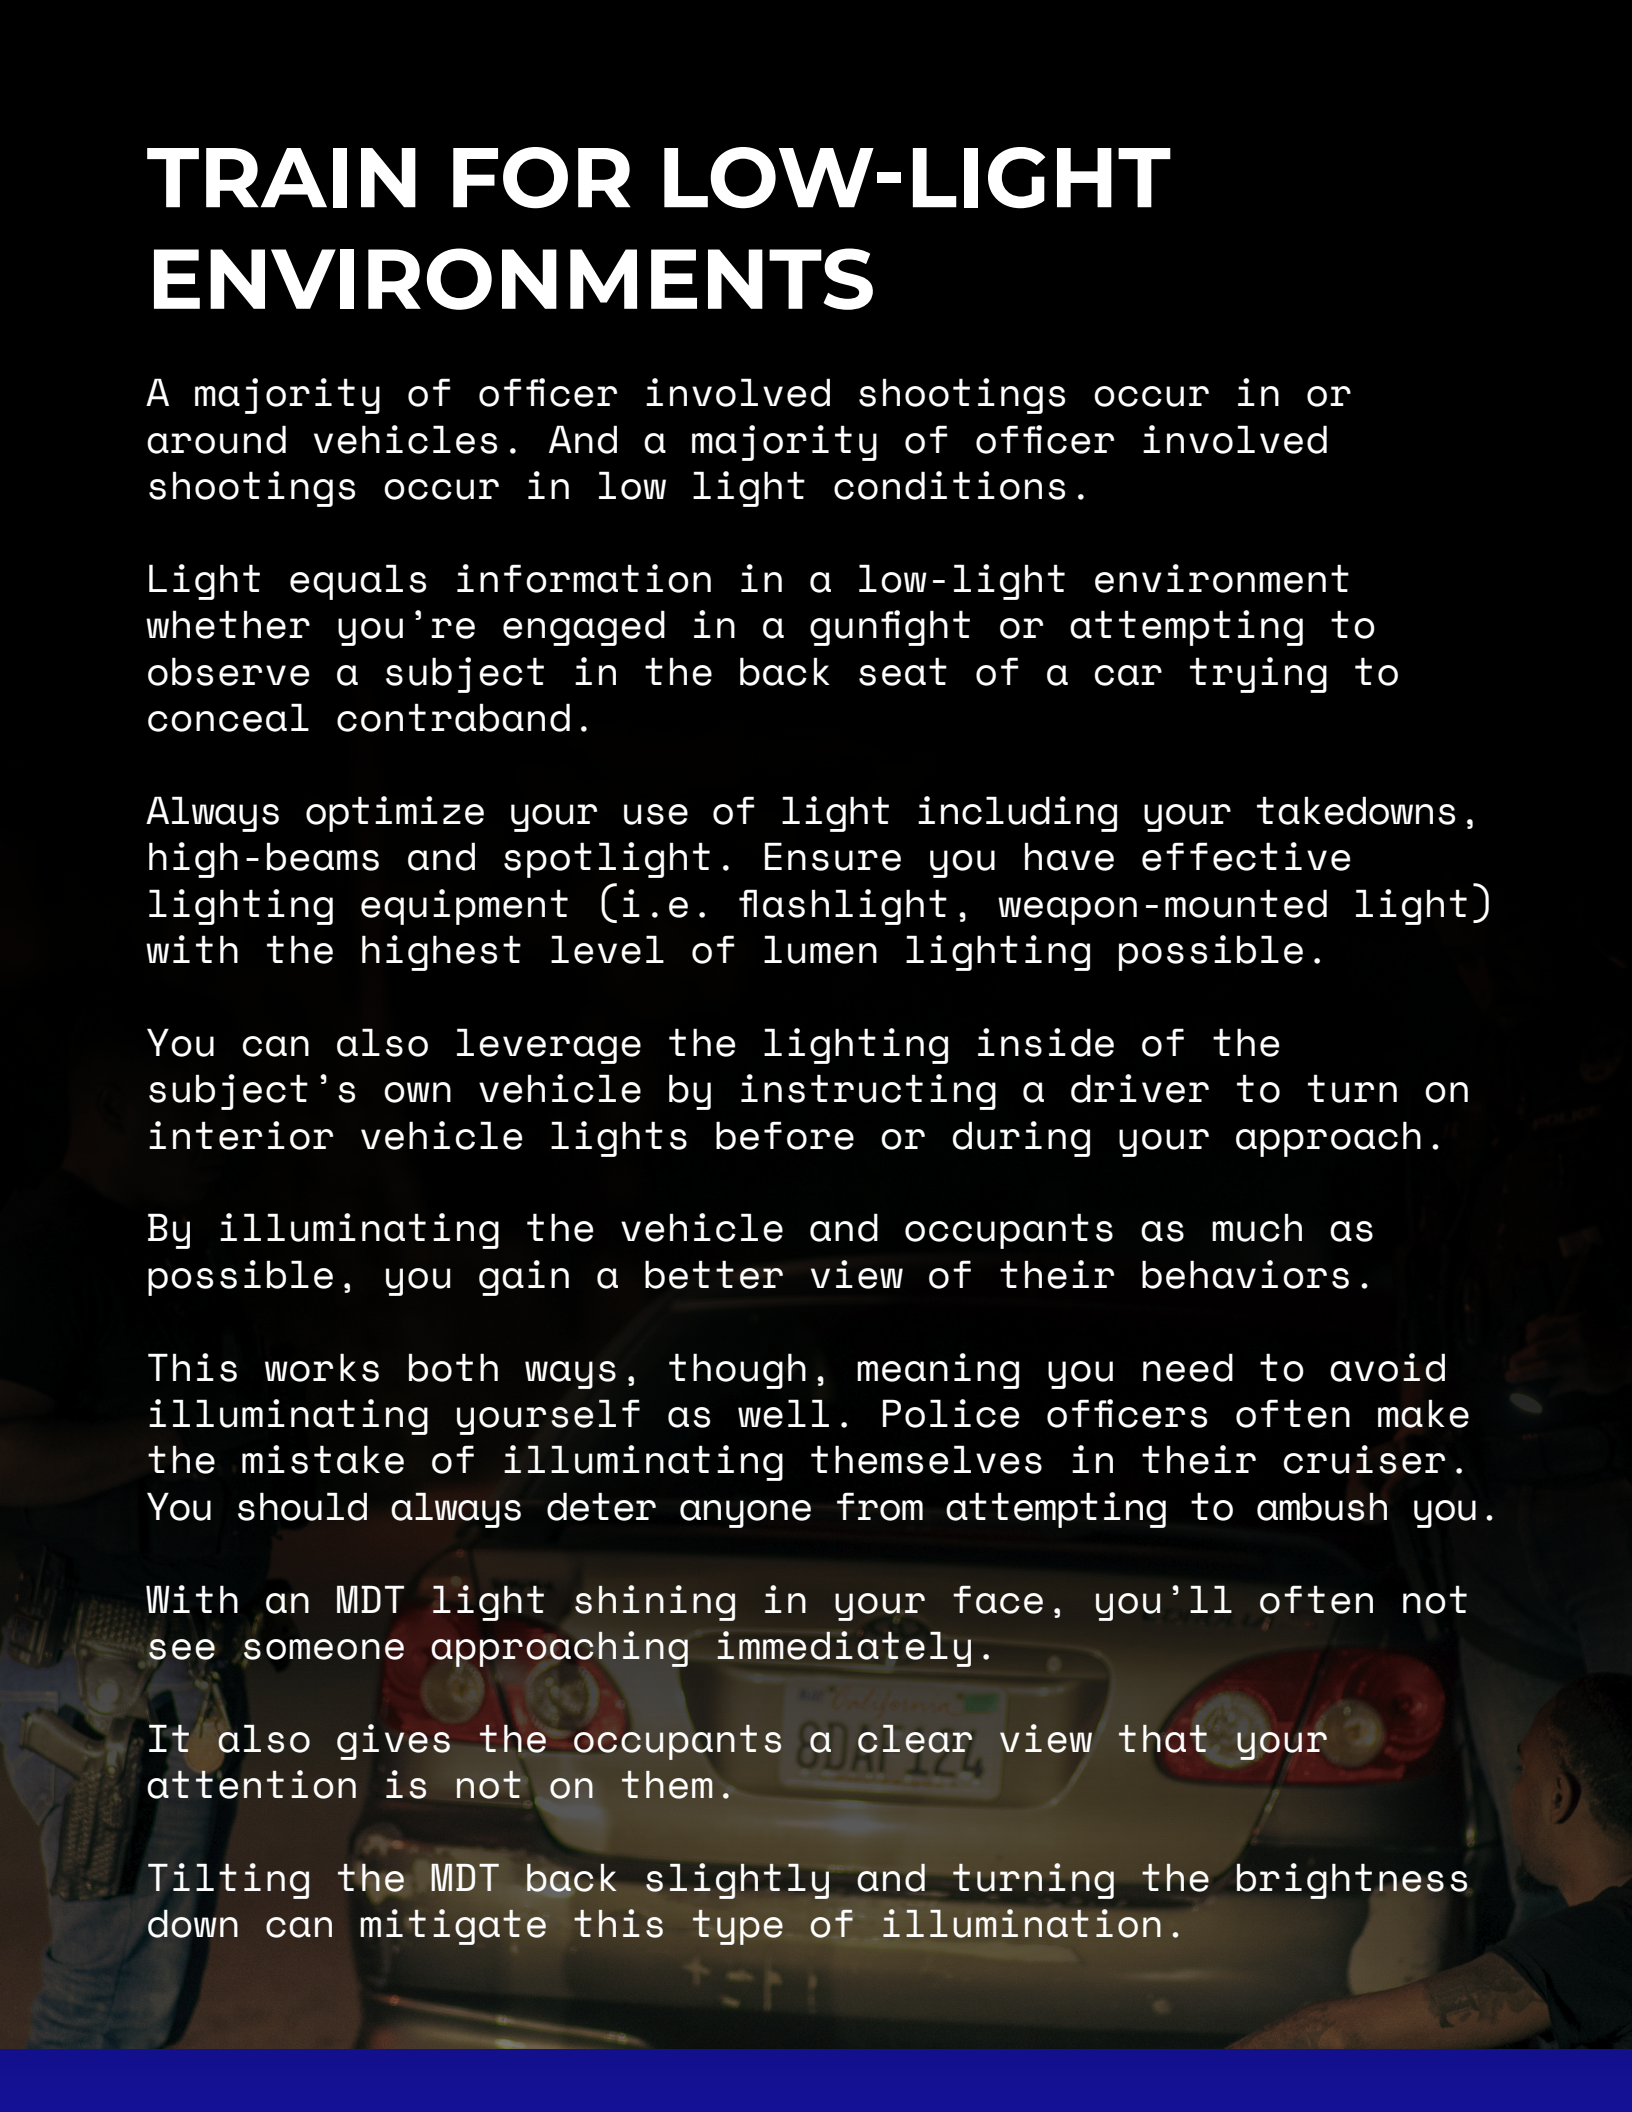 TRAIN FOR LOW-LIGHT
ENVIRONMENTS
A majority of officer involved shootings occur in or
around vehicles. And a majority of officer involved
shootings occur in low light conditions.
Light equals information in a low-light environment
whether you’re engaged in a gunfight or attempting to
observe a subject in the back seat of a car trying to
conceal contraband.
Always optimize your use of light including your takedowns,
high-beams and spotlight. Ensure you have effective
lighting equipment (i.e. flashlight, weapon-mounted light)
with the highest level of lumen lighting possible.
You can also leverage the lighting inside of the
subject’s own vehicle by instructing a driver to turn on
interior vehicle lights before or during your approach.
By illuminating the vehicle and occupants as much as
possible, you gain a better view of their behaviors.
This works both ways, though, meaning you need to avoid
illuminating yourself as well. Police officers often make
the mistake of illuminating themselves in their cruiser.
You should always deter anyone from attempting to ambush you.
With an MDT light shining in your face, you’ll often not
see someone approaching immediately.
California
It also gives the occupants a clear view that your
attention is not on them.
Tilting the MDT back slightly and turning the brightness
down can mitigate this type of illumination.